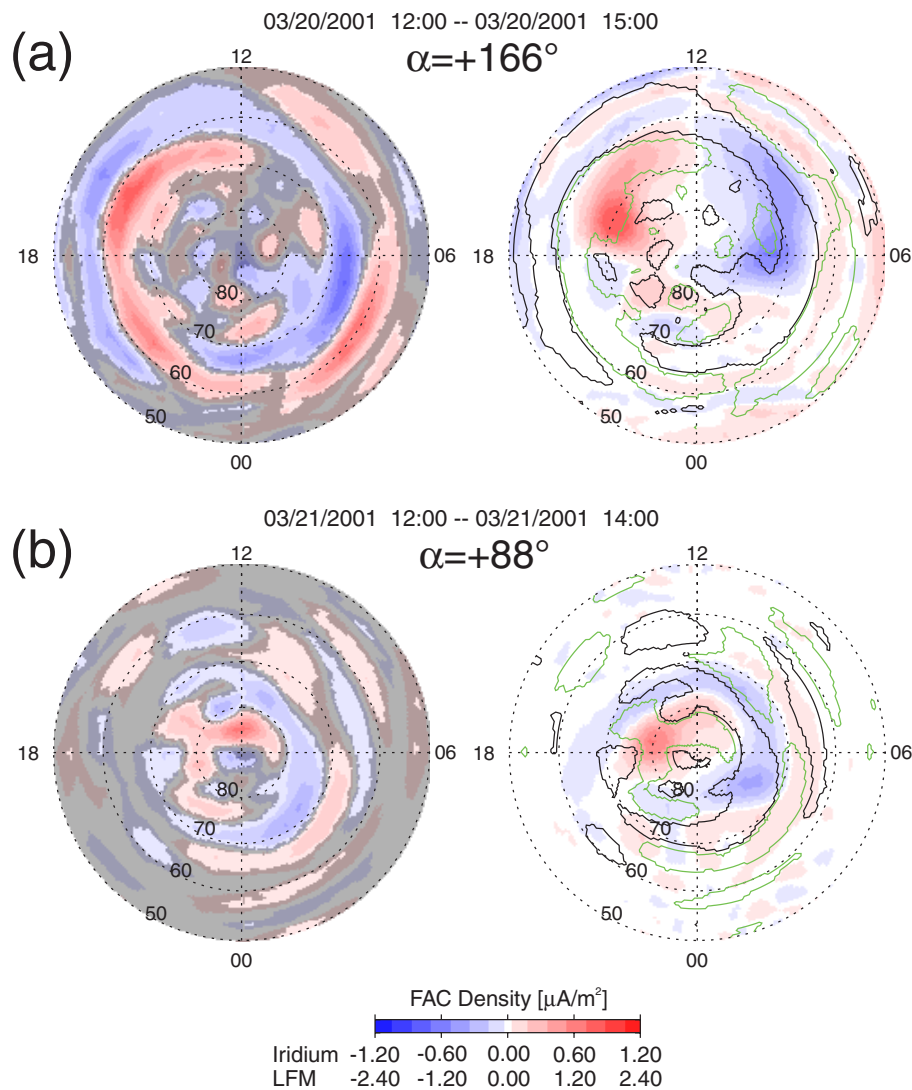 (a)
03/20/2001 12:00 -- 03/20/2001 15:00
α=+166°
12 12
18 06 18 06
80 80
70 70
60 60
50 50
00 00
(b)
03/21/2001 12:00 -- 03/21/2001 14:00
α=+88°
12 12
18 06 18 06
80 80
70 70
60 60
50 50
00 00
FAC Density [μA/m²]
Iridium -1.20 -0.60 0.00 0.60 1.20
LFM -2.40 -1.20 0.00 1.20 2.40